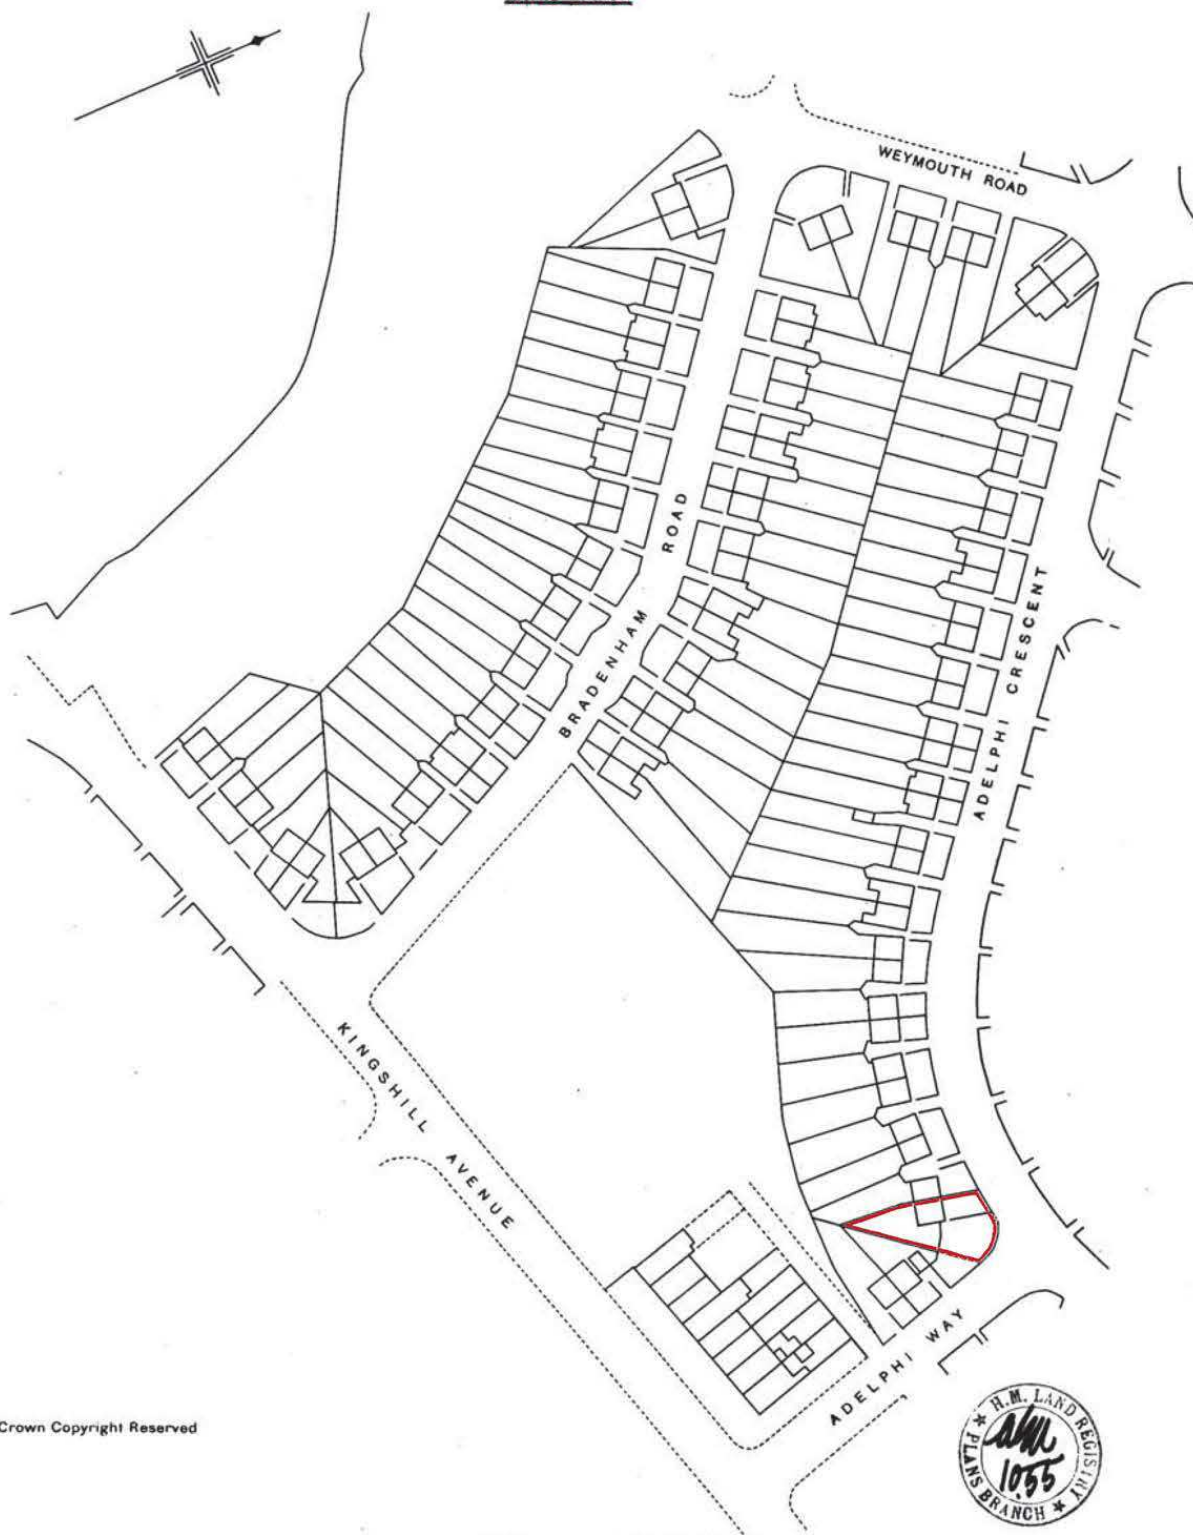 WEYMOUTH ROAD
BRADENHAM ROAD
ADELPHI CRESCENT
KINGSHILL AVENUE
ADELPHI WAY
Crown Copyright Reserved
H.M. LAND REGISTRY
1055
PLANS BRANCH